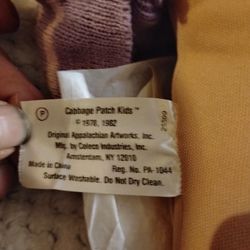 P
Cabbage Patch Kids™
© 1978, 1982
Original Appalachian Artworks, Inc.
Mfg. by Coleco Industries, Inc.
Amsterdam, NY 12010
Made in China Reg. No. PA-1044
Surface Washable. Do Not Dry Clean.